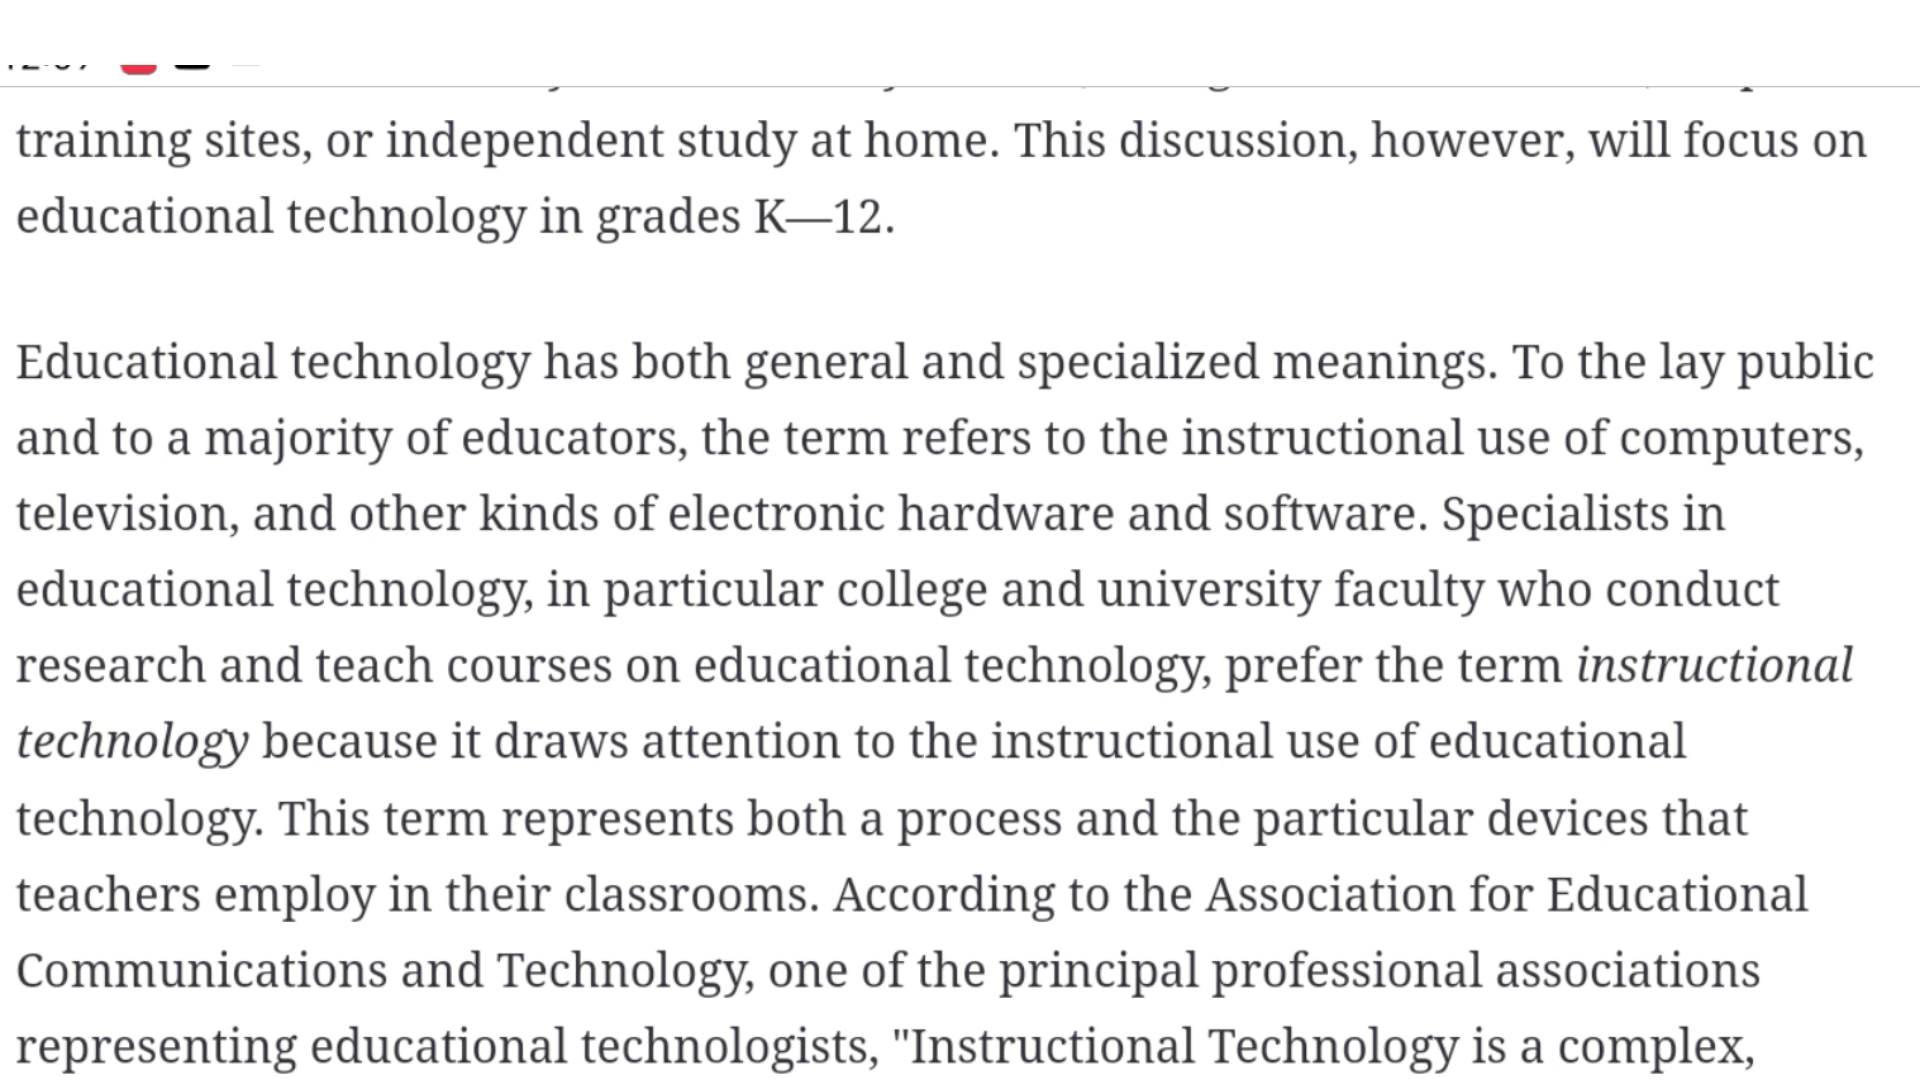 training sites, or independent study at home. This discussion, however, will focus on
educational technology in grades K—12.
Educational technology has both general and specialized meanings. To the lay public
and to a majority of educators, the term refers to the instructional use of computers,
television, and other kinds of electronic hardware and software. Specialists in
educational technology, in particular college and university faculty who conduct
research and teach courses on educational technology, prefer the term instructional
technology because it draws attention to the instructional use of educational
technology. This term represents both a process and the particular devices that
teachers employ in their classrooms. According to the Association for Educational
Communications and Technology, one of the principal professional associations
representing educational technologists, "Instructional Technology is a complex,